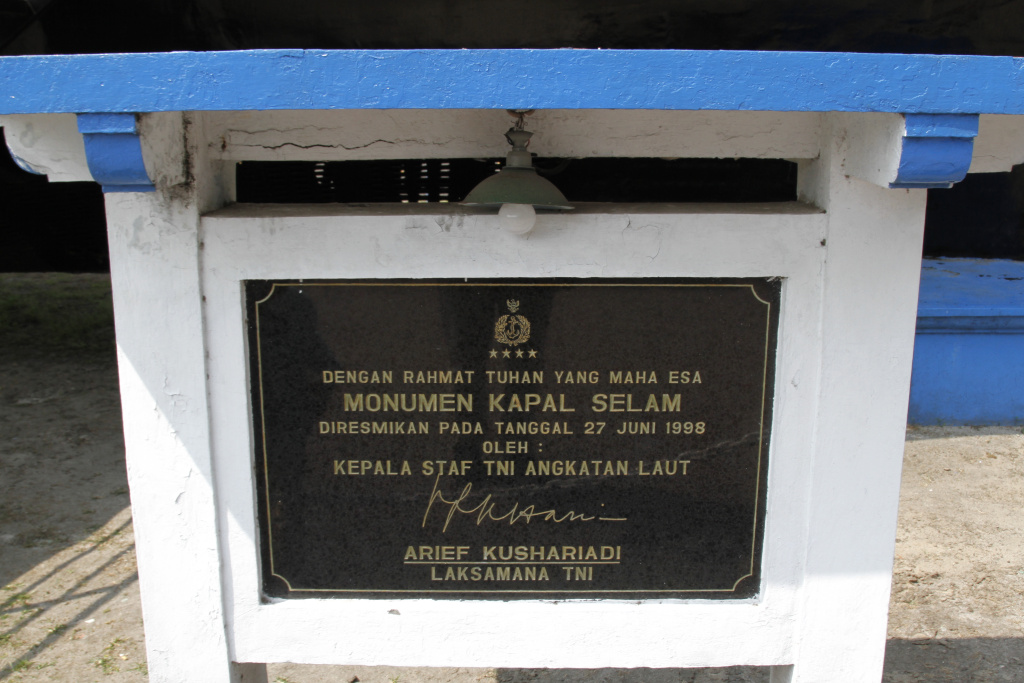 DENGAN RAHMAT TUHAN YANG MAHA ESA
MONUMEN KAPAL SELAM
DIRESMIKAN PADA TANGGAL 27 JUNI 1998
OLEH :
KEPALA STAF TNI ANGKATAN LAUT
ARIEF KUSHARIADI
LAKSAMANA TNI